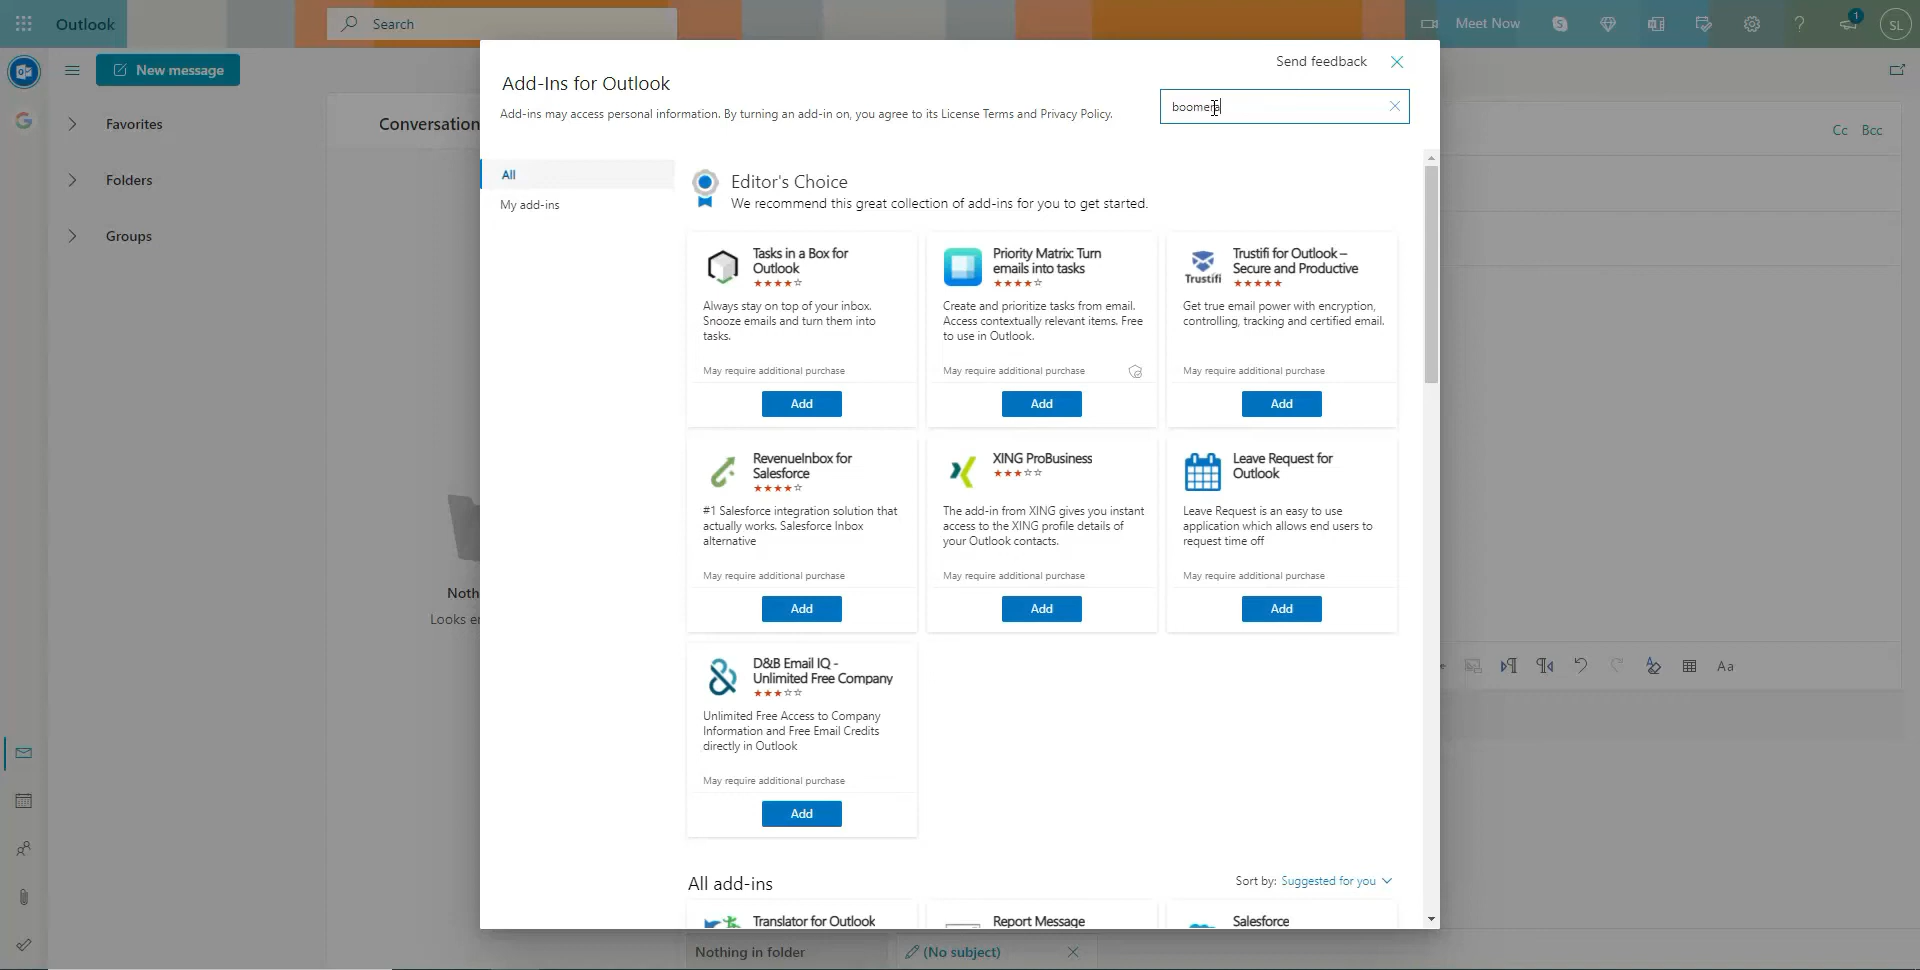 Outlook
Search
Meet Now
1
SL
New message
Favorites
Folders
Groups
Conversation
Cc Bcc
Send feedback
Add-Ins for Outlook
Add-ins may access personal information. By turning an add-in on, you agree to its License Terms and Privacy Policy.
boomera
All
My add-ins
Editor's Choice
We recommend this great collection of add-ins for you to get started.
Tasks in a Box for
Outlook
Always stay on top of your inbox.
Snooze emails and turn them into
tasks.
May require additional purchase
Add
Priority Matrix: Turn
emails into tasks
Create and prioritize tasks from email.
Access contextually relevant items. Free
to use in Outlook.
May require additional purchase
Add
Trustifi
Trustifi for Outlook –
Secure and Productive
Get true email power with encryption,
controlling, tracking and certified email.
May require additional purchase
Add
RevenueInbox for
Salesforce
#1 Salesforce integration solution that
actually works. Salesforce Inbox
alternative
May require additional purchase
Add
XING ProBusiness
The add-in from XING gives you instant
access to the XING profile details of
your Outlook contacts.
May require additional purchase
Add
Leave Request for
Outlook
Leave Request is an easy to use
application which allows end users to
request time off
May require additional purchase
Add
D&B Email IQ -
Unlimited Free Company
Unlimited Free Access to Company
Information and Free Email Credits
directly in Outlook
May require additional purchase
Add
All add-ins
Sort by: Suggested for you
Translator for Outlook
Report Message
Salesforce
Noth
Looks
Aa
Nothing in folder
(No subject)